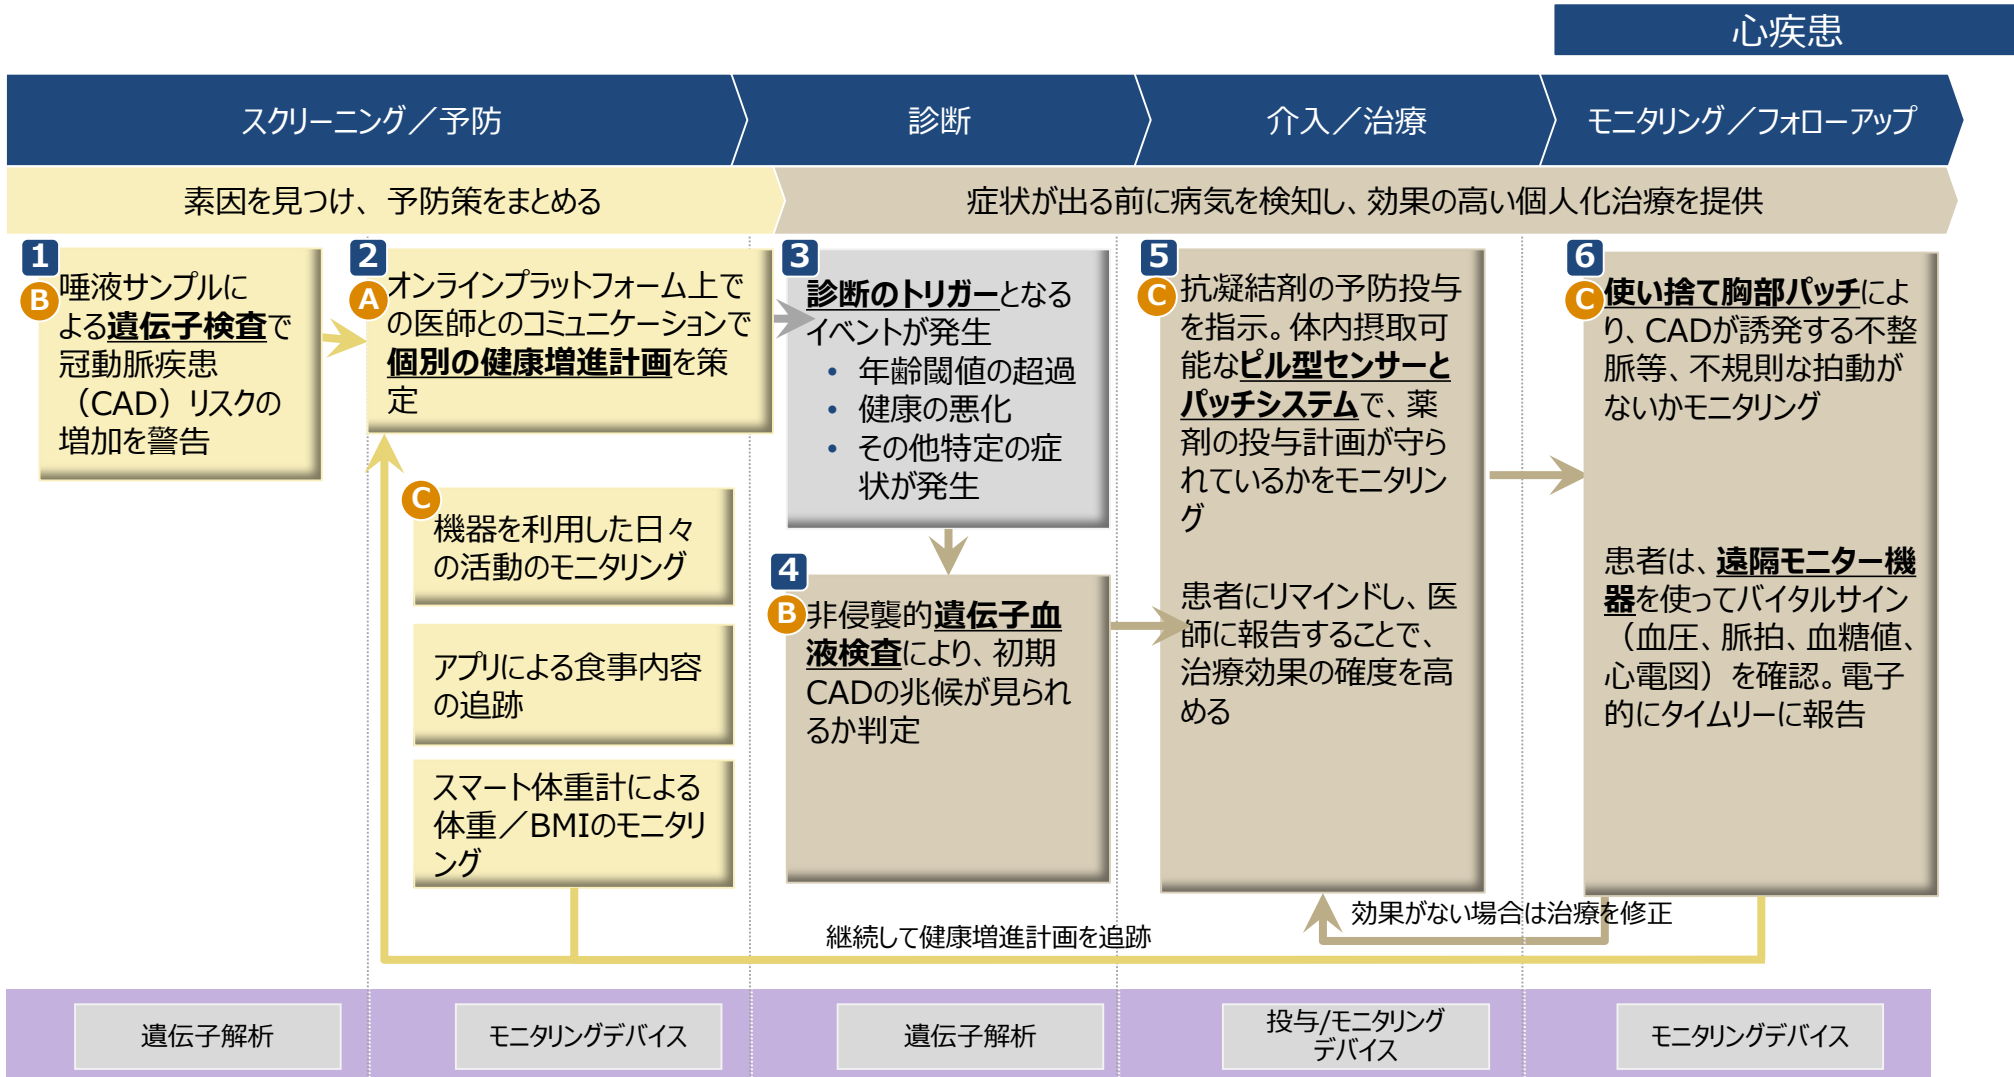 心疾患
スクリーニング／予防
診断
介入／治療
モニタリング／フォローアップ
素因を見つけ、予防策をまとめる
症状が出る前に病気を検知し、効果の高い個人化治療を提供
1
B
唾液サンプルに
よる遺伝子検査で
冠動脈疾患
（CAD）リスクの
増加を警告
2
A
オンラインプラットフォーム上で
の医師とのコミュニケーションで
個別の健康増進計画を策
定
C
機器を利用した日々
の活動のモニタリング
アプリによる食事内容
の追跡
スマート体重計による
体重／BMIのモニタリ
ング
3
診断のトリガーとなる
イベントが発生
• 年齢閾値の超過
• 健康の悪化
• その他特定の症
状が発生
4
B
非侵襲的遺伝子血
液検査により、初期
CADの兆候が見られ
るか判定
5
C
抗凝結剤の予防投与
を指示。体内摂取可
能なピル型センサーと
パッチシステムで、薬
剤の投与計画が守ら
れているかをモニタリン
グ
患者にリマインドし、医
師に報告することで、
治療効果の確度を高
める
6
C
使い捨て胸部パッチによ
り、CADが誘発する不整
脈等、不規則な拍動が
ないかモニタリング
患者は、遠隔モニター機
器を使ってバイタルサイン
（血圧、脈拍、血糖値、
心電図）を確認。電子
的にタイムリーに報告
効果がない場合は治療を修正
継続して健康増進計画を追跡
遺伝子解析
モニタリングデバイス
遺伝子解析
投与/モニタリング
デバイス
モニタリングデバイス